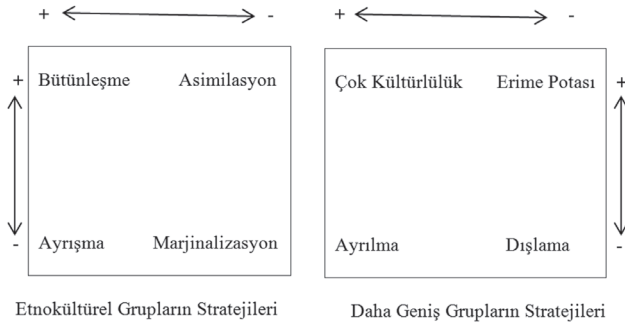 + - + -
+ Bütünleşme Asimilasyon Çok Kültürlülük Erime Potası +
- Ayrışma Marjinalizasyon Ayrılma Dışlama -
Etnokültürel Grupların Stratejileri Daha Geniş Grupların Stratejileri